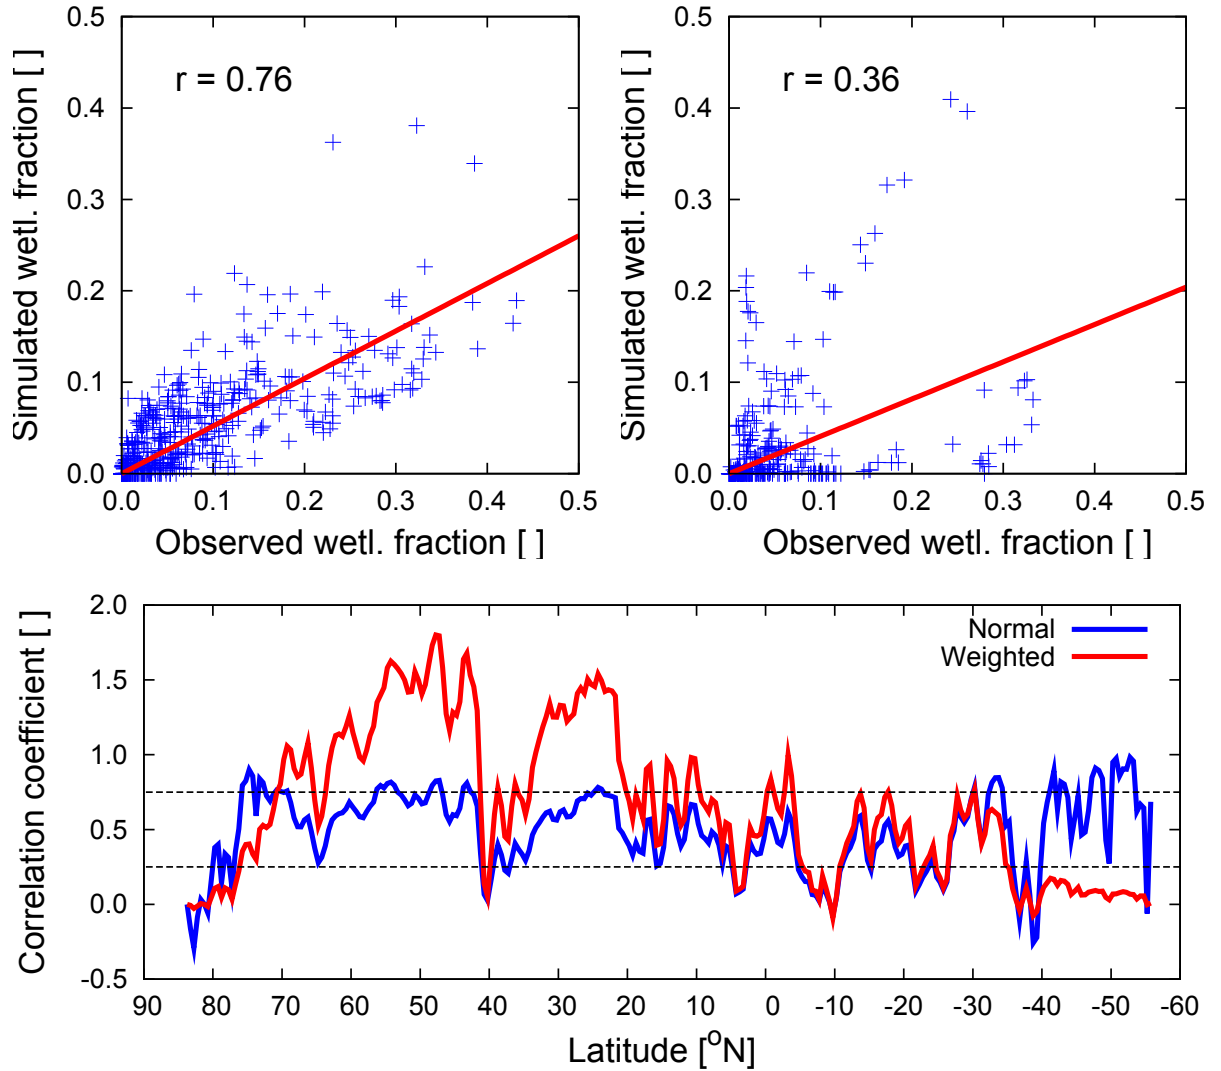 0.5
0.4
0.3
0.2
0.1
0.0
Simulated wetl. fraction [ ]
r = 0.76
0.0 0.1 0.2 0.3 0.4 0.5
Observed wetl. fraction [ ]
0.5
0.4
0.3
0.2
0.1
0.0
Simulated wetl. fraction [ ]
r = 0.36
0.0 0.1 0.2 0.3 0.4 0.5
Observed wetl. fraction [ ]
2.0
1.5
1.0
0.5
0.0
-0.5
Correlation coefficient [ ]
Normal
Weighted
90 80 70 60 50 40 30 20 10 0 -10 -20 -30 -40 -50 -60
Latitude [°N]